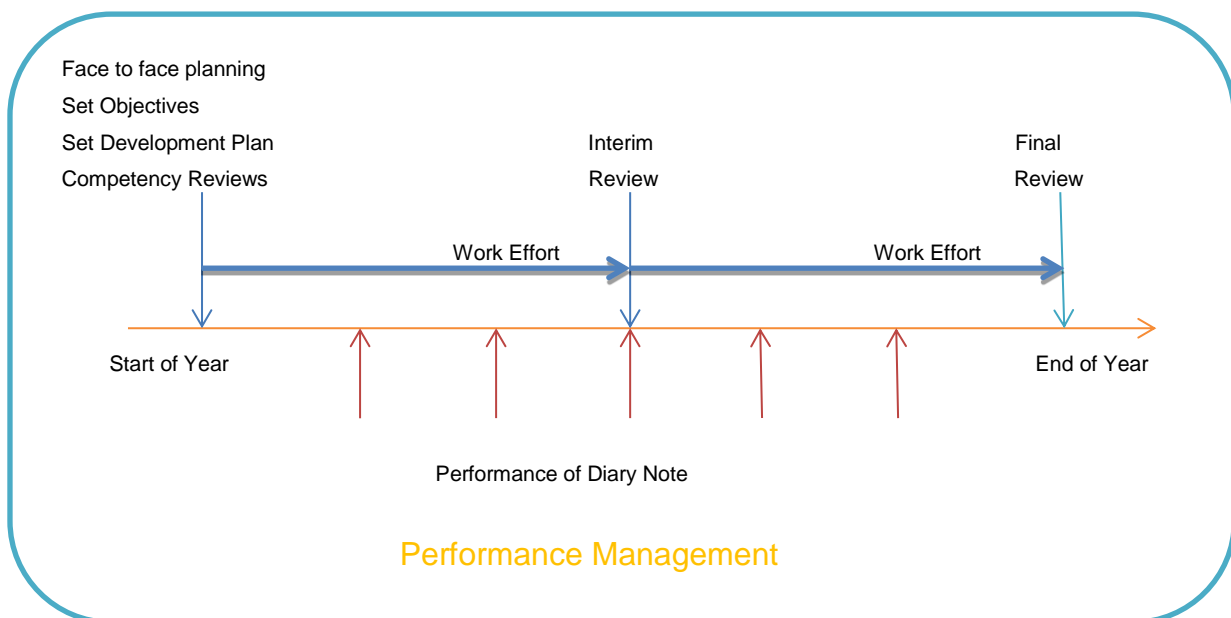 Face to face planning
Set Objectives
Set Development Plan
Competency Reviews
Interim
Review
Final
Review
Work Effort
Work Effort
Start of Year
End of Year
Performance of Diary Note
Performance Management